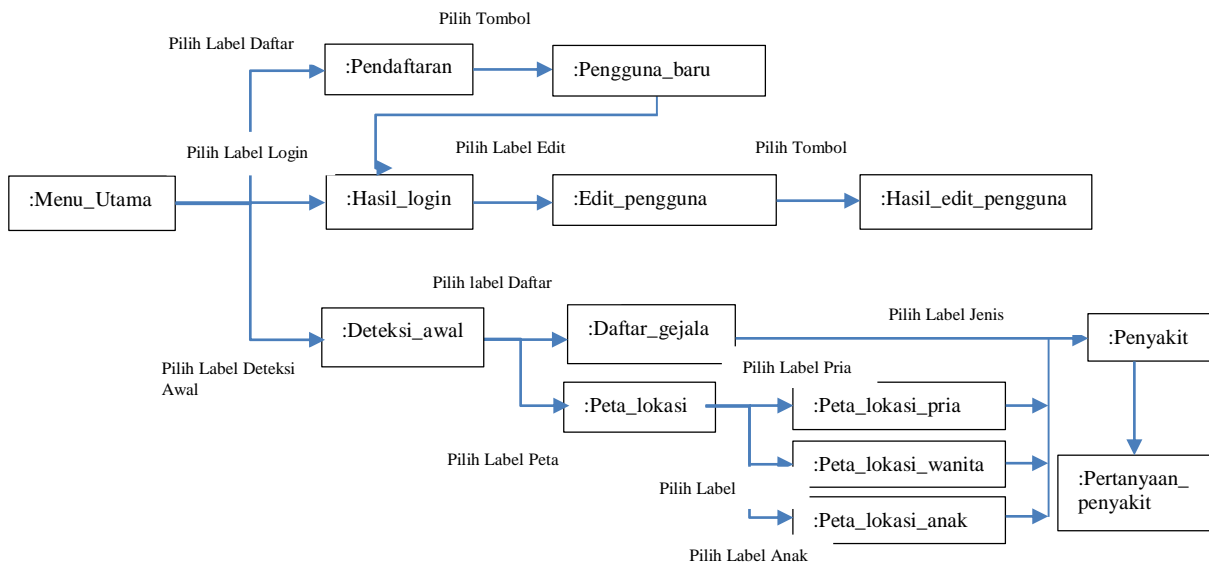 Pilih Tombol
Pilih Label Daftar
:Pendaftaran
:Pengguna_baru
Pilih Label Login
Pilih Label Edit
Pilih Tombol
:Menu_Utama
:Hasil_login
:Edit_pengguna
:Hasil_edit_pengguna
Pilih label Daftar
:Deteksi_awal
:Daftar_gejala
Pilih Label Jenis
:Penyakit
Pilih Label Deteksi
Awal
Pilih Label Pria
:Peta_lokasi
:Peta_lokasi_pria
Pilih Label Peta
:Peta_lokasi_wanita
Pilih Label
:Pertanyaan_
penyakit
:Peta_lokasi_anak
Pilih Label Anak